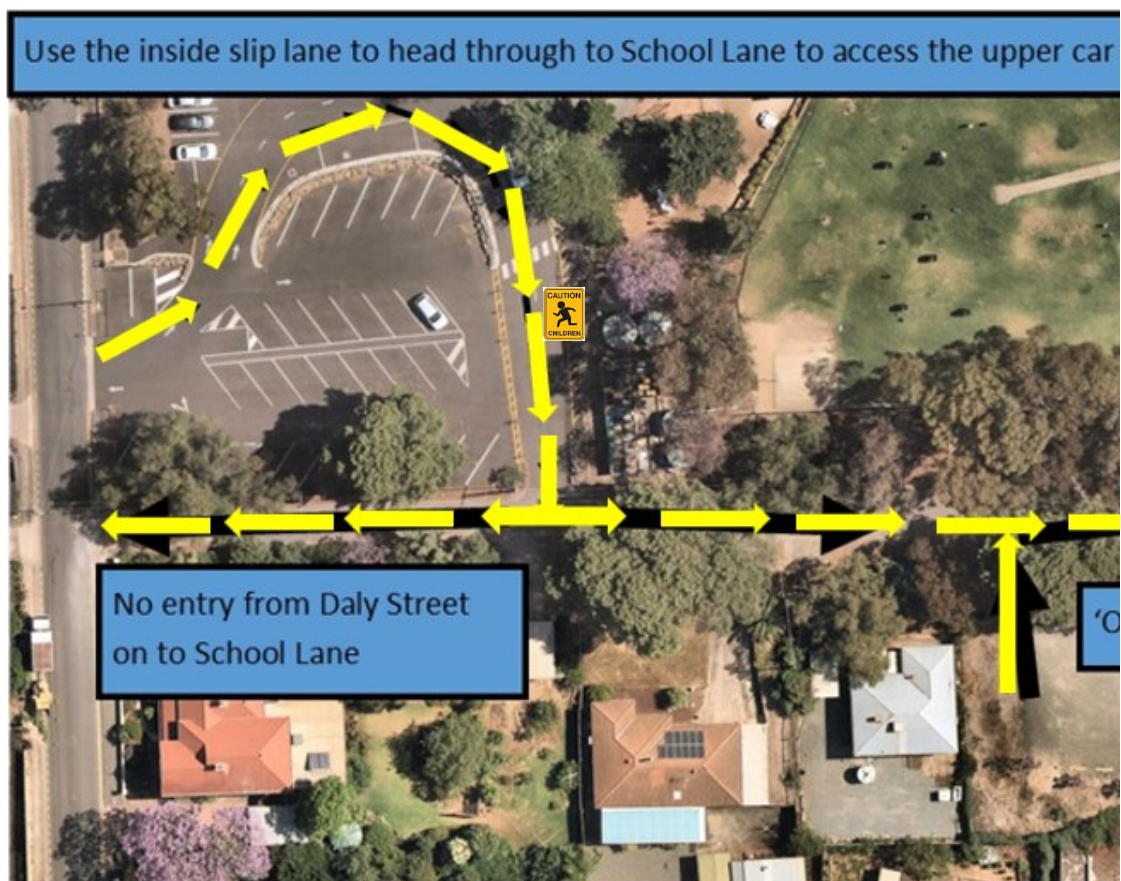 Use the inside slip lane to head through to School Lane to access the upper car
CAUTION
CHILDREN
No entry from Daly Street
on to School Lane
‘O